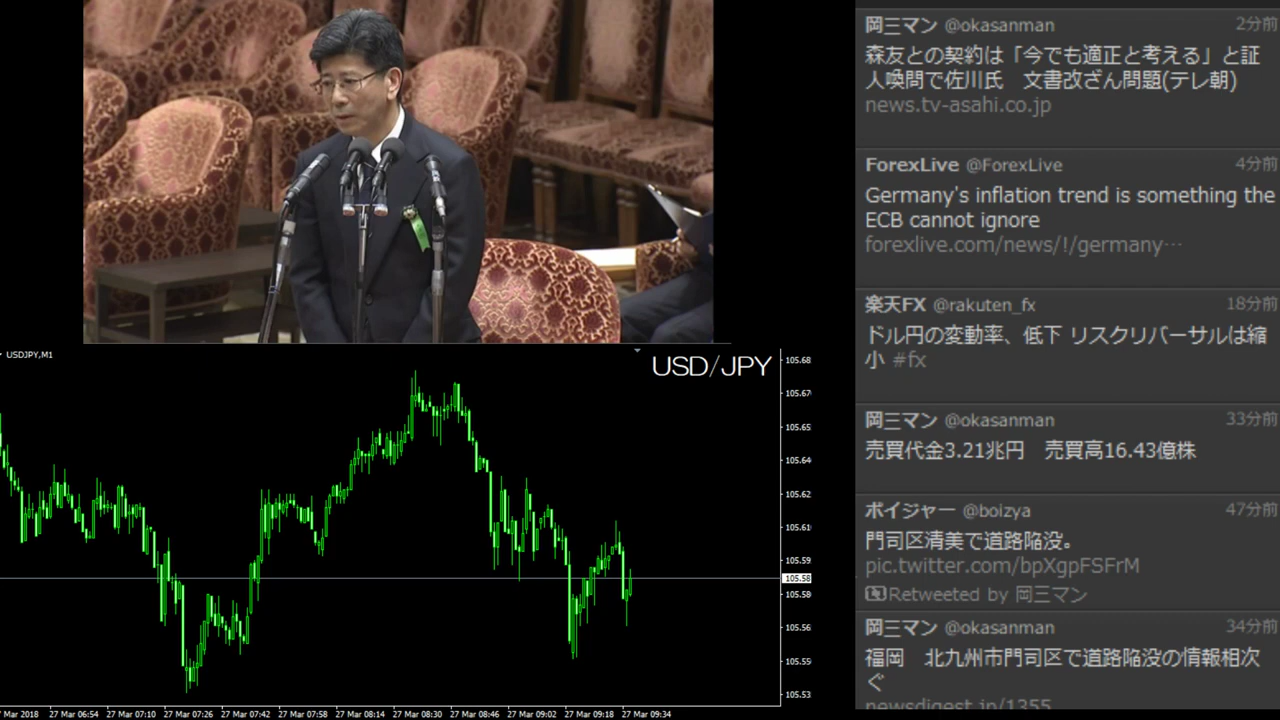 岡三マン @okasanman 2分前
森友との契約は「今でも適正と考える」と証
人喚問で佐川氏　文書改ざん問題(テレ朝)
news.tv-asahi.co.jp
ForexLive @ForexLive 4分前
Germany's inflation trend is something the
ECB cannot ignore
forexlive.com/news/!/germany…
楽天FX @rakuten_fx 18分前
ドル円の変動率、低下 リスクリバーサルは縮
小 #fx
岡三マン @okasanman 33分前
売買代金3.21兆円　売買高16.43億株
ボイジャー @boizya 47分前
門司区清美で道路陥没。
pic.twitter.com/bpXgpFSFrM
Retweeted by 岡三マン
岡三マン @okasanman 34分前
福岡　北九州市門司区で道路陥没の情報相次
ぐ
newsdigest.jp/1355
USDJPY,M1
USD/JPY
105.68
105.67
105.65
105.64
105.62
105.61
105.59
105.58
105.58
105.56
105.55
105.53
Mar 2018 27 Mar 06:54 27 Mar 07:10 27 Mar 07:26 27 Mar 07:42 27 Mar 07:58 27 Mar 08:14 27 Mar 08:30 27 Mar 08:46 27 Mar 09:02 27 Mar 09:18 27 Mar 09:34